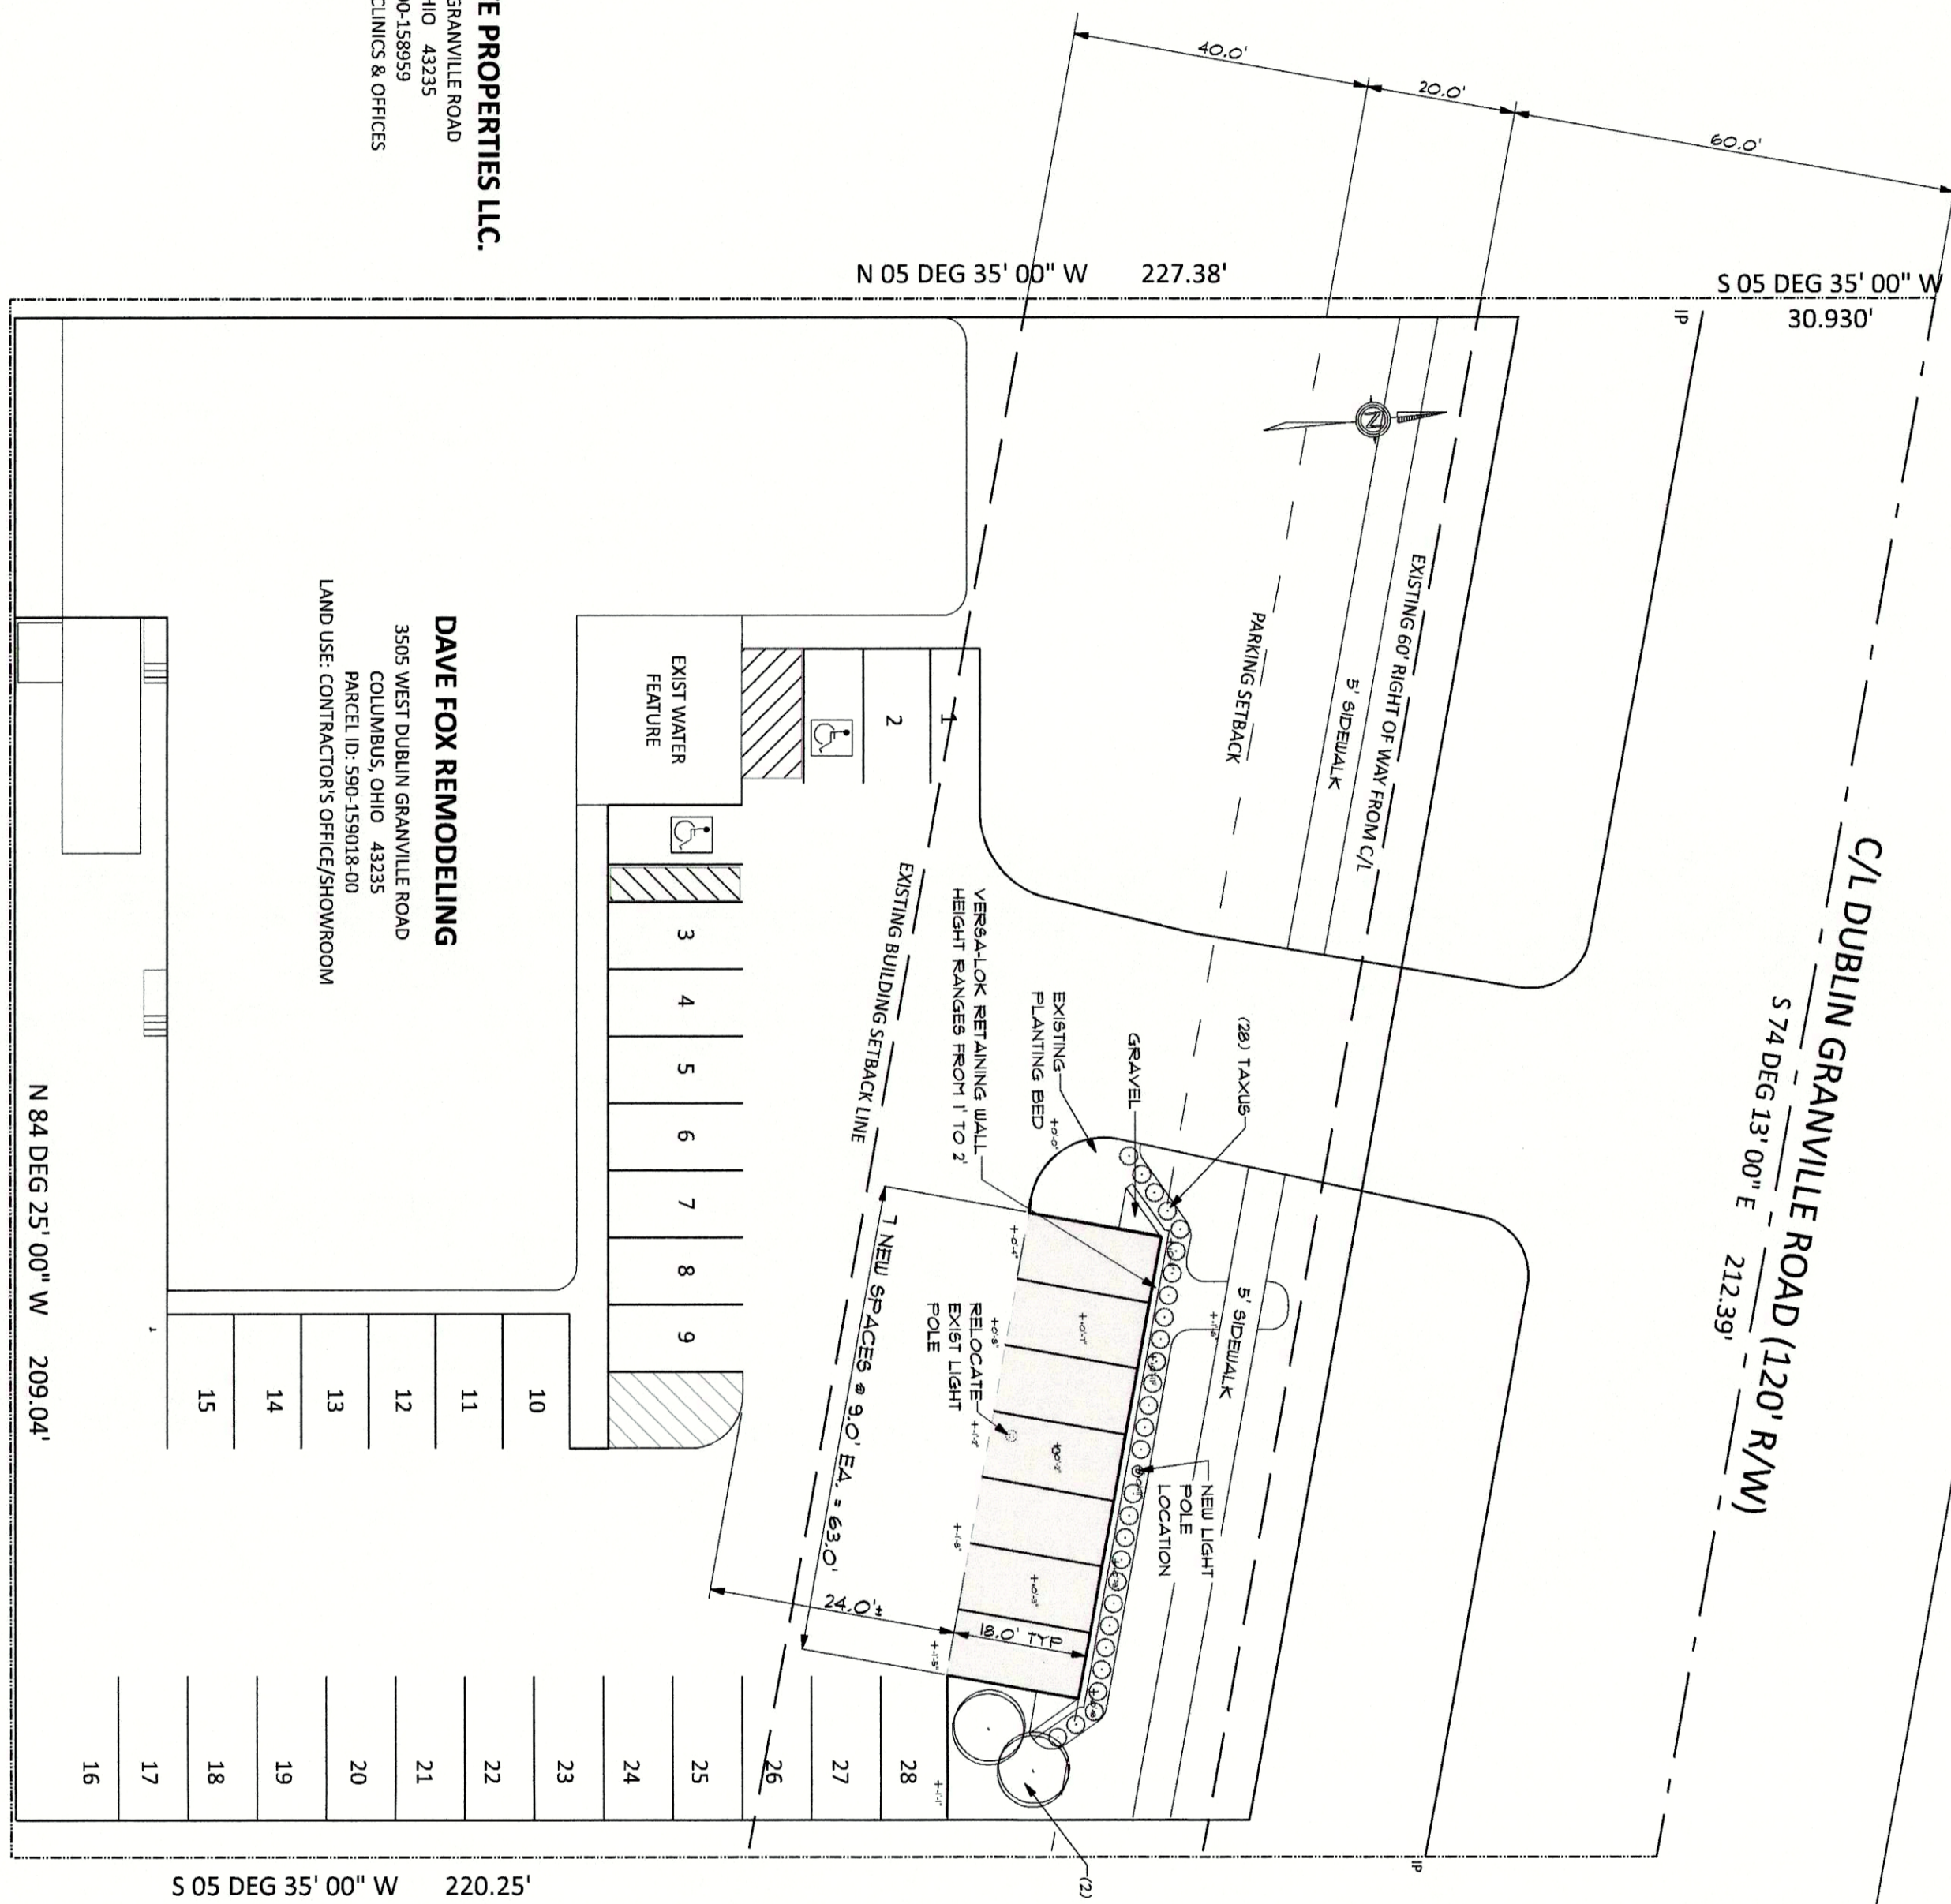 E PROPERTIES LLC.
GRANVILLE ROAD
HIO 43235
00-158959
CLINICS & OFFICES
40.0'
20.0'
60.0'
N 05 DEG 35' 00" W 227.38'
S 05 DEG 35' 00" W
30.930'
IP
N
EXISTING 60' RIGHT OF WAY FROM C/L
5' SIDEWALK
PARKING SETBACK
C/L DUBLIN GRANVILLE ROAD (120' R/W)
S 74 DEG 13' 00" E 212.39'
DAVE FOX REMODELING
3505 WEST DUBLIN GRANVILLE ROAD
COLUMBUS, OHIO 43235
PARCEL ID: 590-159018-00
LAND USE: CONTRACTOR'S OFFICE/SHOWROOM
EXIST WATER
FEATURE
1
2
3
4
5
6
7
8
9
10
11
12
13
14
15
EXISTING BUILDING SETBACK LINE
VERSA-LOK RETAINING WALL
HEIGHT RANGES FROM 1' TO 2'
EXISTING
PLANTING BED
GRAVEL
(28) TAXUS
+0'-0"
7 NEW SPACES @ 9.0' EA. = 63.0'
RELOCATE
EXIST LIGHT
POLE
NEW LIGHT
POLE
LOCATION
5' SIDEWALK
24.0'±
18.0' TYP
16
17
18
19
20
21
22
23
24
25
26
27
28
(2)
IP
N 84 DEG 25' 00" W 209.04'
S 05 DEG 35' 00" W 220.25'